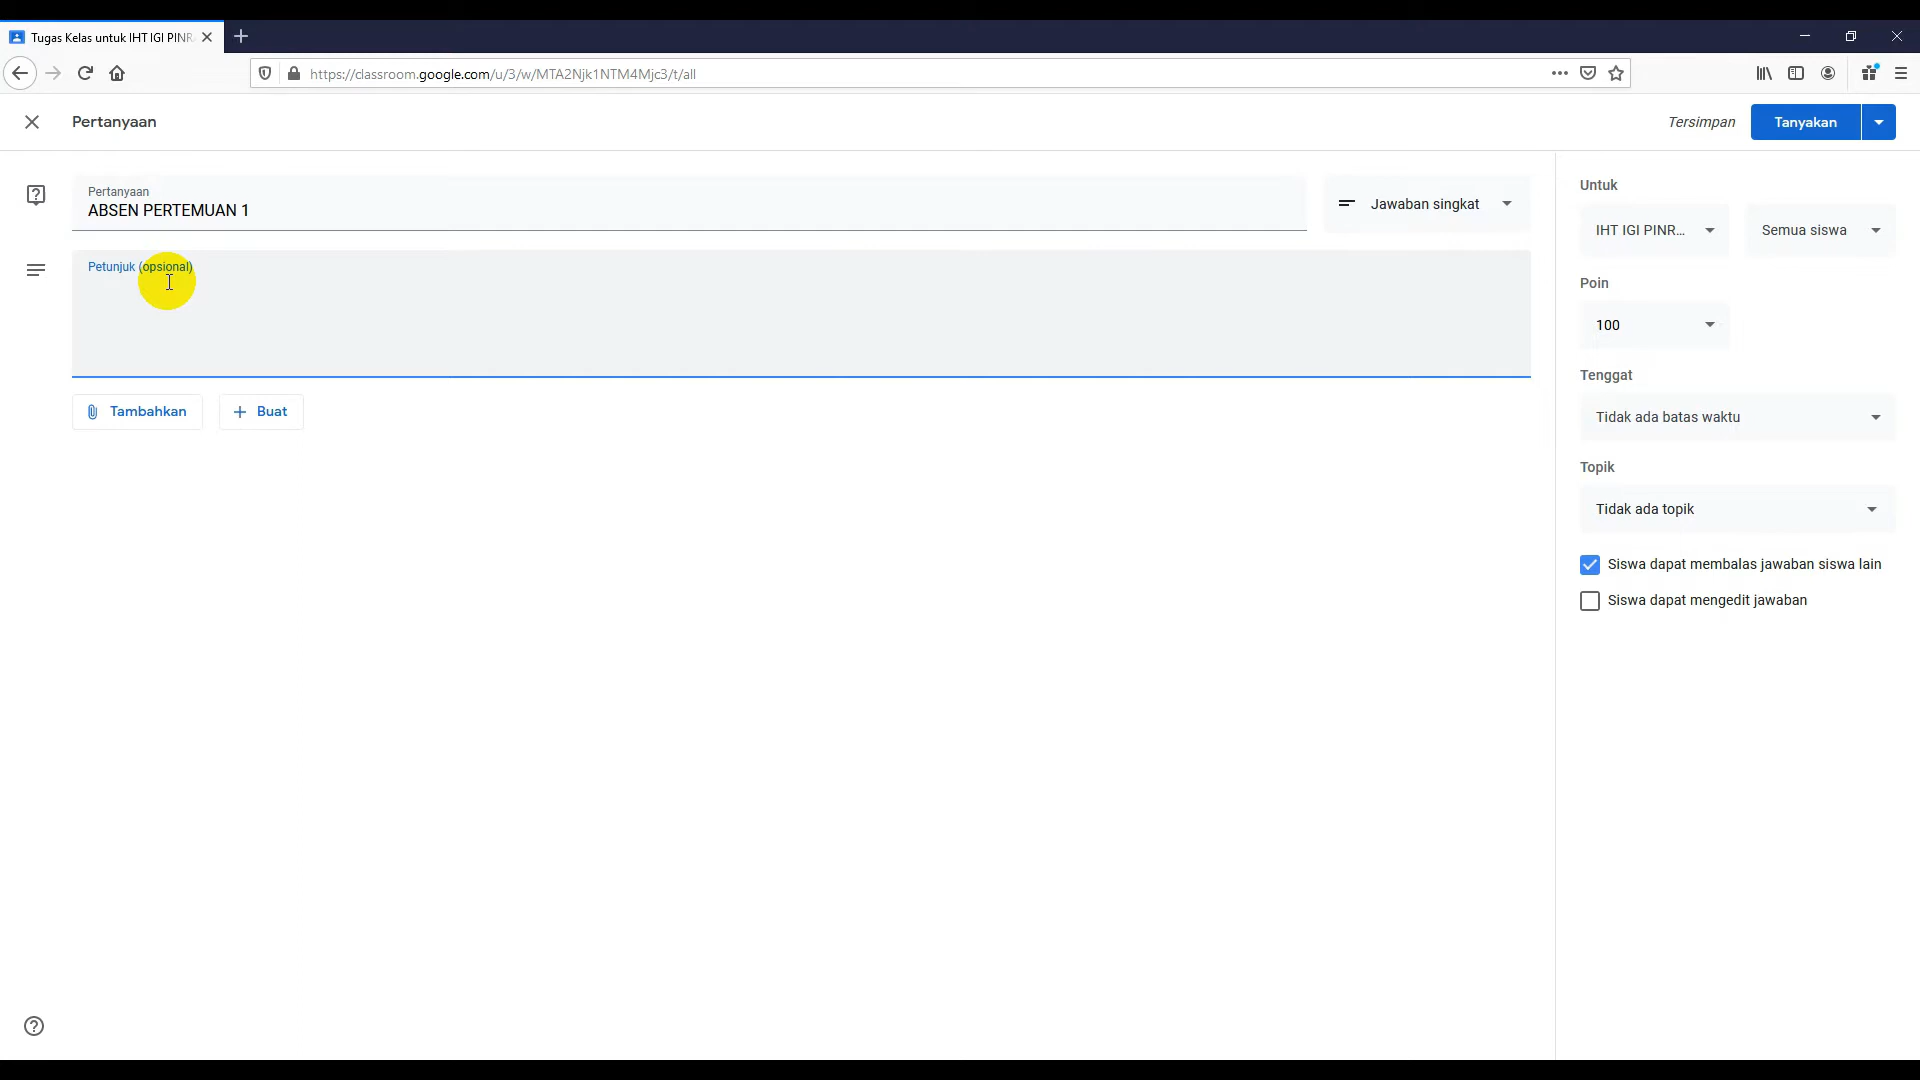 Tugas Kelas untuk IHT IGI PINR
https://classroom.google.com/u/3/w/MTA2Njk1NTM4Mjc3/t/all
Pertanyaan
Tersimpan
Tanyakan
Pertanyaan
ABSEN PERTEMUAN 1
Jawaban singkat
Petunjuk (opsional)
Tambahkan
Buat
Untuk
IHT IGI PINR...
Semua siswa
Poin
100
Tenggat
Tidak ada batas waktu
Topik
Tidak ada topik
Siswa dapat membalas jawaban siswa lain
Siswa dapat mengedit jawaban